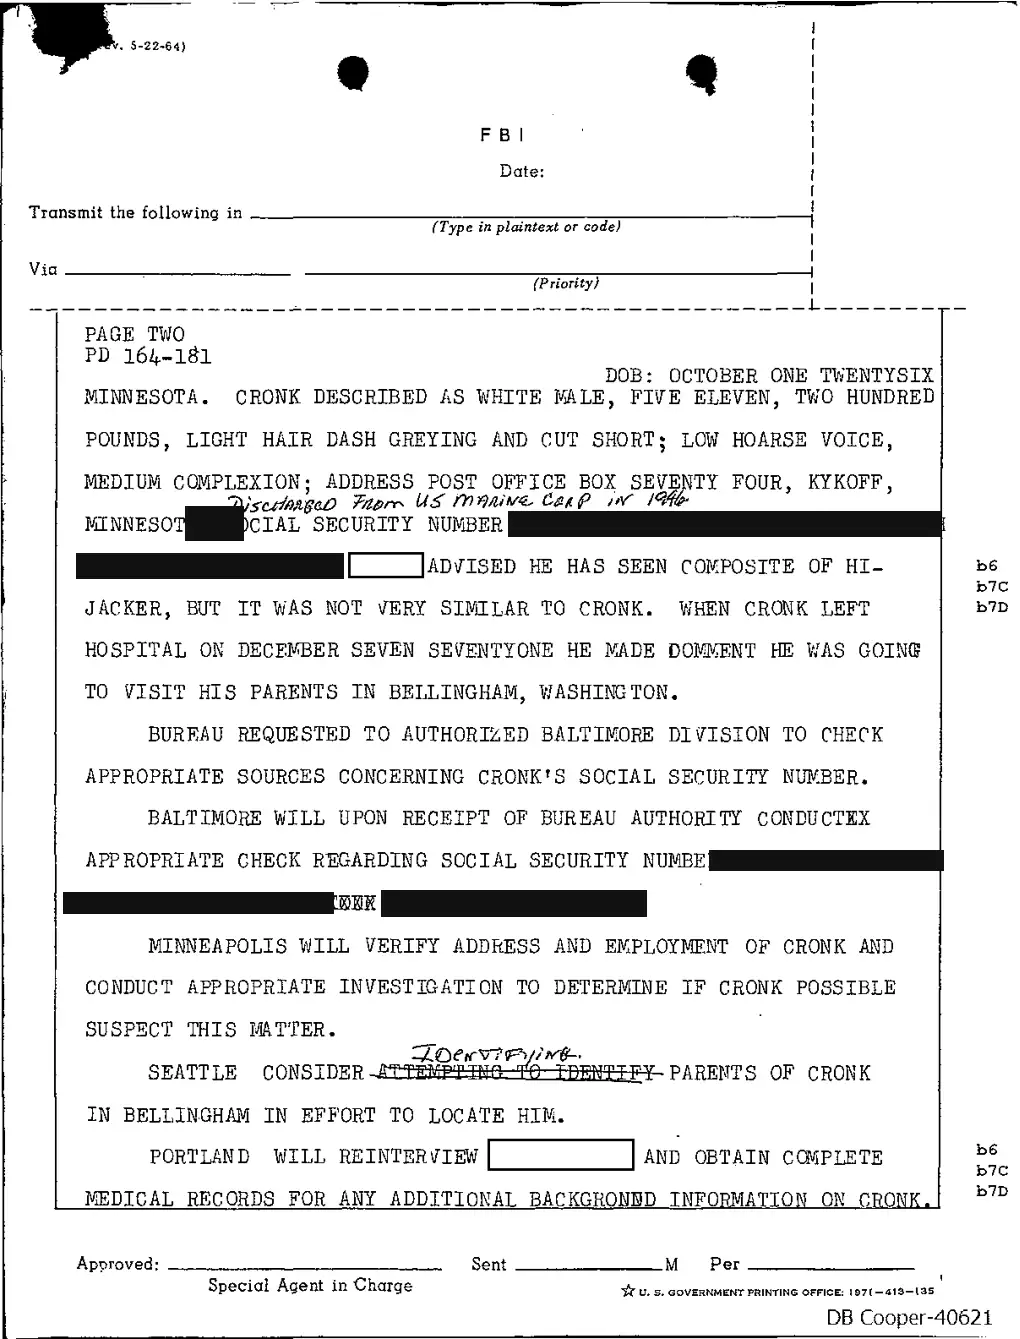 v. 5-22-64)
FBI
Date:
Transmit the following in
(Type in plaintext or code)
Via
(Priority)
PAGE TWO
PD 164-181
DOB: OCTOBER ONE TWENTYSIX
MINNESOTA. CRONK DESCRIBED AS WHITE MALE, FIVE ELEVEN, TWO HUNDRED
POUNDS, LIGHT HAIR DASH GREYING AND CUT SHORT; LOW HOARSE VOICE,
MEDIUM COMPLEXION; ADDRESS POST OFFICE BOX SEVENTY FOUR, KYKOFF,
Discharged From US Marine Corp in 1946
MINNESOT OCIAL SECURITY NUMBER
ADVISED HE HAS SEEN COMPOSITE OF HI-
b6
b7C
b7D
JACKER, BUT IT WAS NOT VERY SIMILAR TO CRONK. WHEN CRONK LEFT
HOSPITAL ON DECEMBER SEVEN SEVENTYONE HE MADE DOMMENT HE WAS GOING
TO VISIT HIS PARENTS IN BELLINGHAM, WASHINGTON.
BUREAU REQUESTED TO AUTHORIZED BALTIMORE DIVISION TO CHECK
APPROPRIATE SOURCES CONCERNING CRONK'S SOCIAL SECURITY NUMBER.
BALTIMORE WILL UPON RECEIPT OF BUREAU AUTHORITY CONDUCTEX
APPROPRIATE CHECK REGARDING SOCIAL SECURITY NUMBE
MINNEAPOLIS WILL VERIFY ADDRESS AND EMPLOYMENT OF CRONK AND
CONDUCT APPROPRIATE INVESTIGATION TO DETERMINE IF CRONK POSSIBLE
SUSPECT THIS MATTER.
Identifying
SEATTLE CONSIDER ATTEMPTING TO IDENTIFY PARENTS OF CRONK
IN BELLINGHAM IN EFFORT TO LOCATE HIM.
PORTLAND WILL REINTERVIEW AND OBTAIN COMPLETE
b6
b7C
b7D
MEDICAL RECORDS FOR ANY ADDITIONAL BACKGRONND INFORMATION ON CRONK.
Approved: Sent M Per
Special Agent in Charge
☆ U. S. GOVERNMENT PRINTING OFFICE: 1971-413-135
DB Cooper-40621